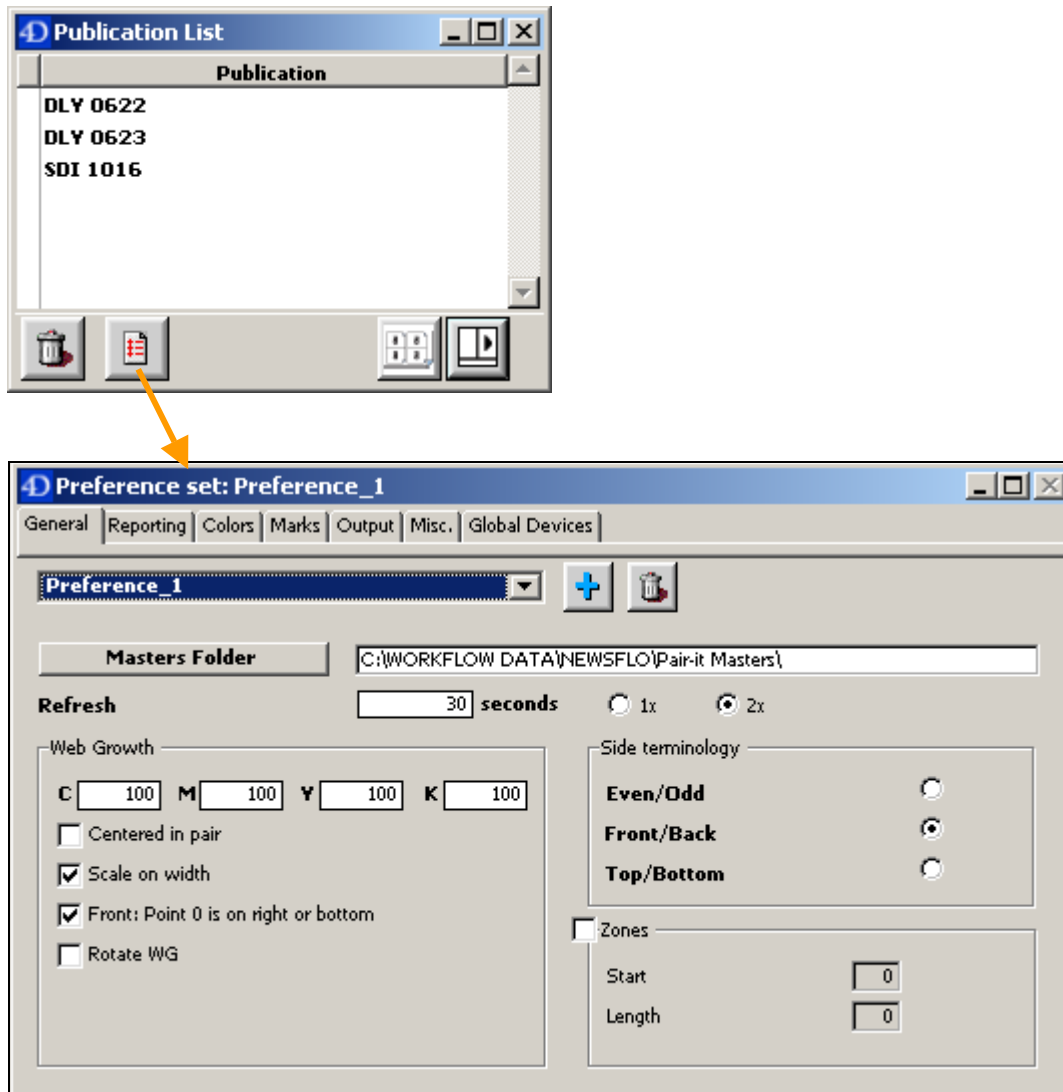 4D Publication List
Publication
DLY 0622
DLY 0623
SDI 1016
4D Preference set: Preference_1
General Reporting Colors Marks Output Misc. Global Devices
Preference_1
Masters Folder C:\WORKFLOW DATA\NEWSFLO\Pair-it Masters\
Refresh 30 seconds 1x 2x
Web Growth
C 100 M 100 Y 100 K 100
Centered in pair
Scale on width
Front: Point 0 is on right or bottom
Rotate WG
Side terminology
Even/Odd
Front/Back
Top/Bottom
Zones
Start 0
Length 0